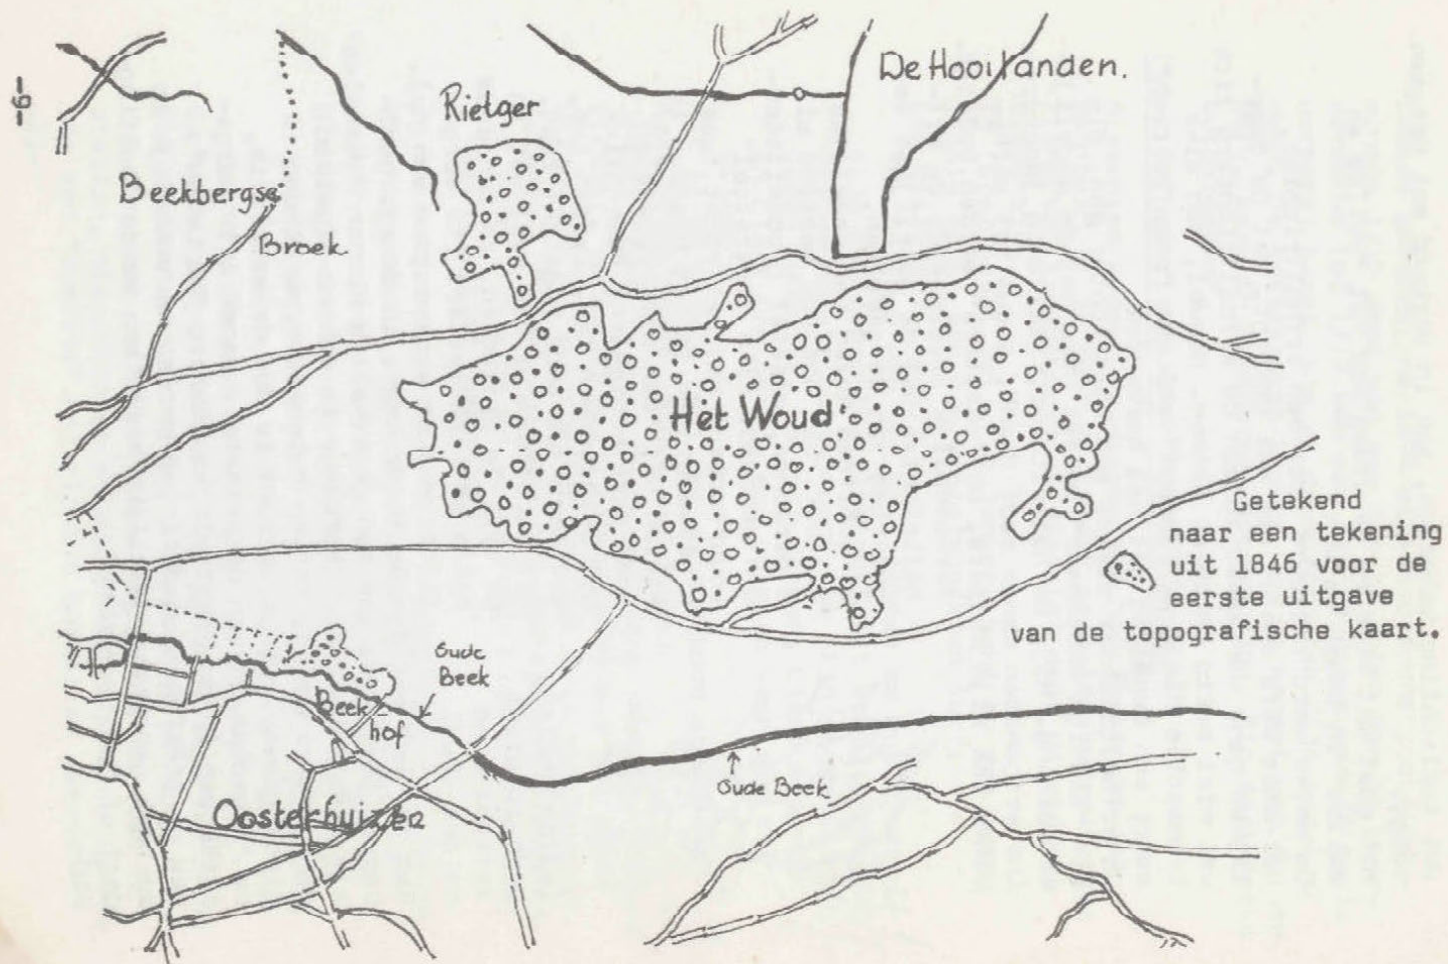 -6-
De Hooilanden.
Rietger
Beekbergse
Broek
Het Woud
Getekend
naar een tekening
uit 1846 voor de
eerste uitgave
van de topografische kaart.
Oude
Beek
Beek-
hof
Oude Beek
Oosterhuizen